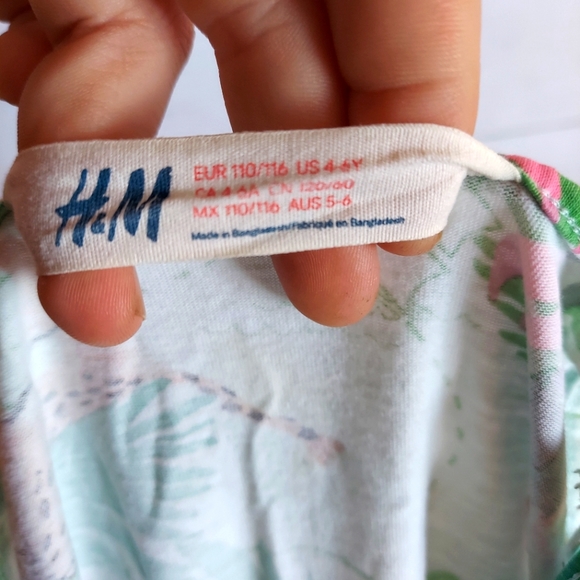 H&M
EUR 110/116 US 4-6Y
CA 4-6A CN 120/60
MX 110/116 AUS 5-6
Made in Bangladesh/Fabriqué en Bangladesh